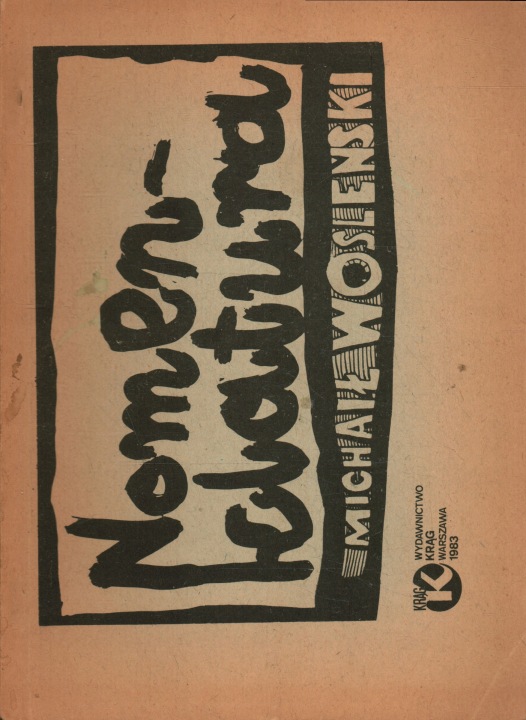 Nomen-
klatura
MICHAIŁ WOSLENSKI
KRĄG
K
WYDAWNICTWO
KRĄG
WARSZAWA
1983